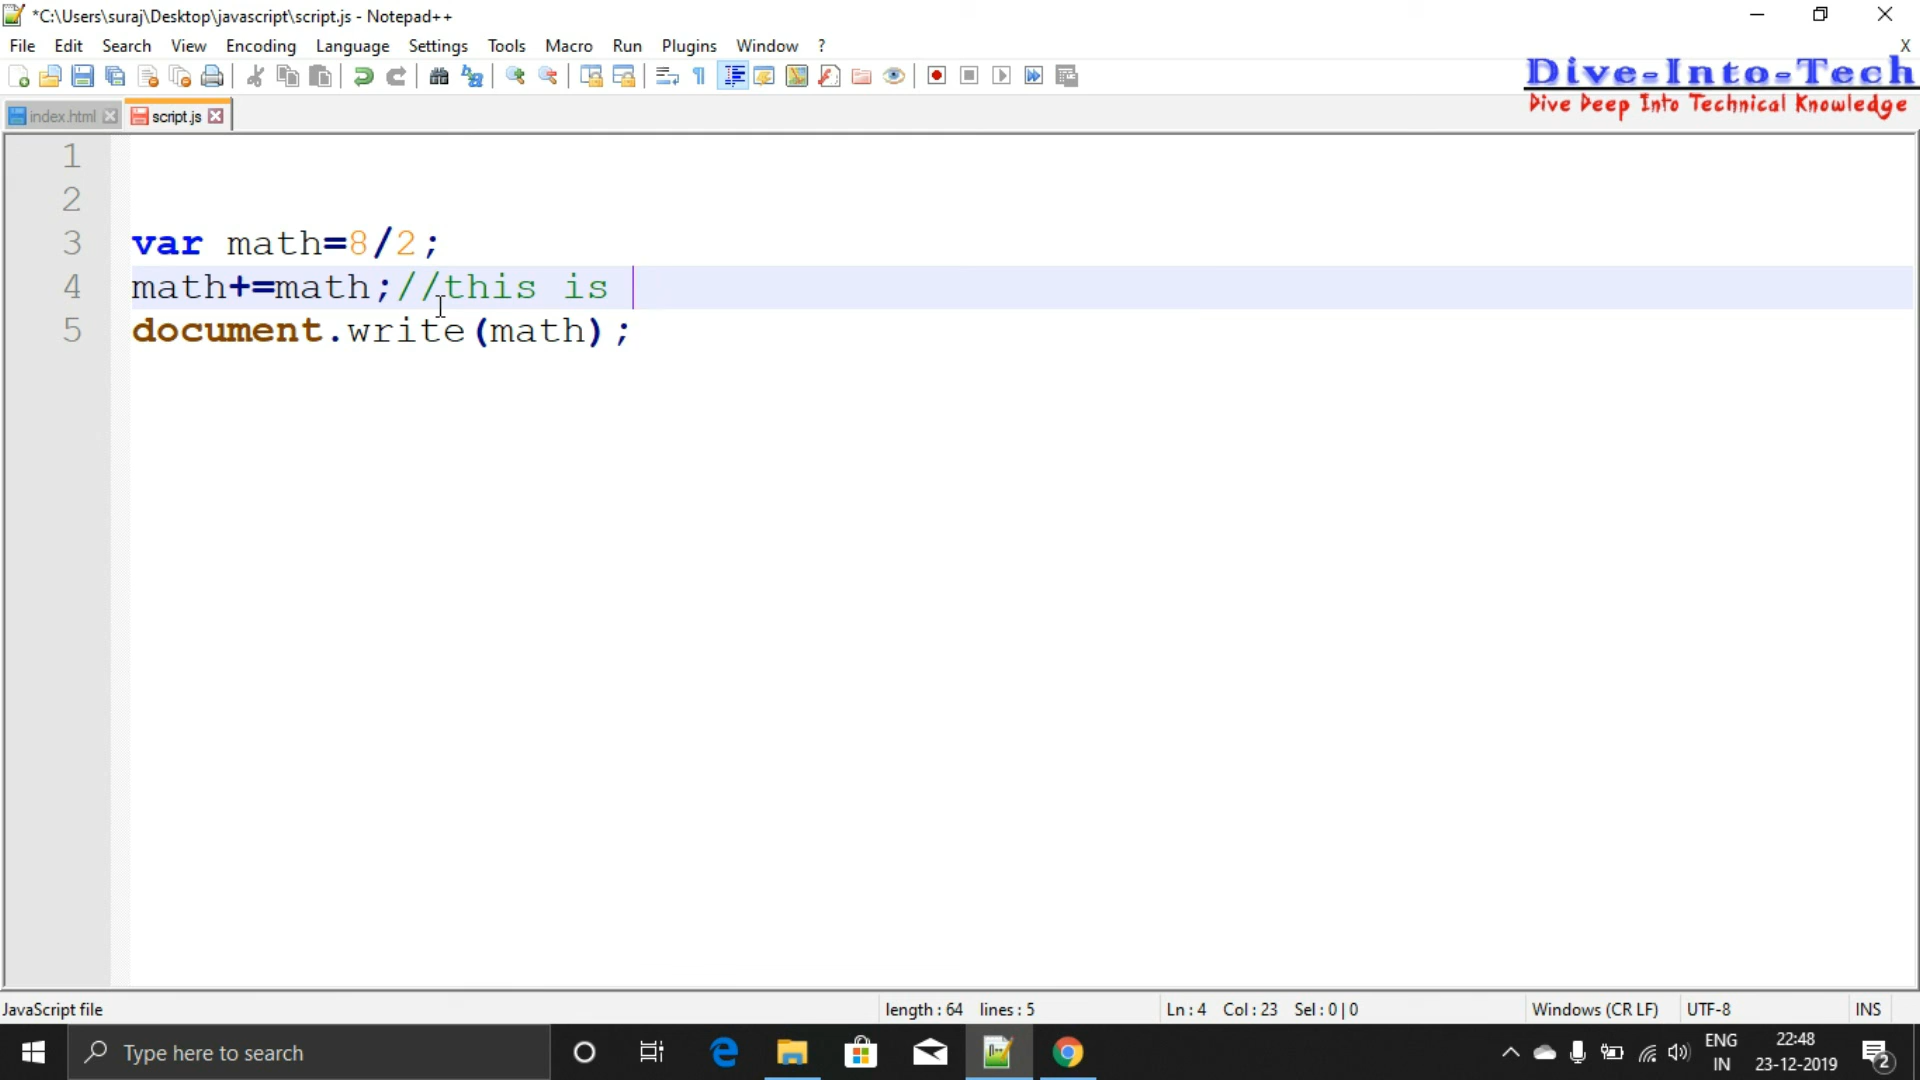 *C:\Users\suraj\Desktop\javascript\script.js - Notepad++
File Edit Search View Encoding Language Settings Tools Macro Run Plugins Window ? X
Dive-Into-Tech
Dive Deep Into Technical Knowledge
index.html script.js
1
2
3 var math=8/2;
4 math+=math;//this is
5 document.write(math);
JavaScript file length : 64 lines : 5 Ln : 4 Col : 23 Sel : 0 | 0 Windows (CR LF) UTF-8 INS
Type here to search
ENG 22:48
IN 23-12-2019 2